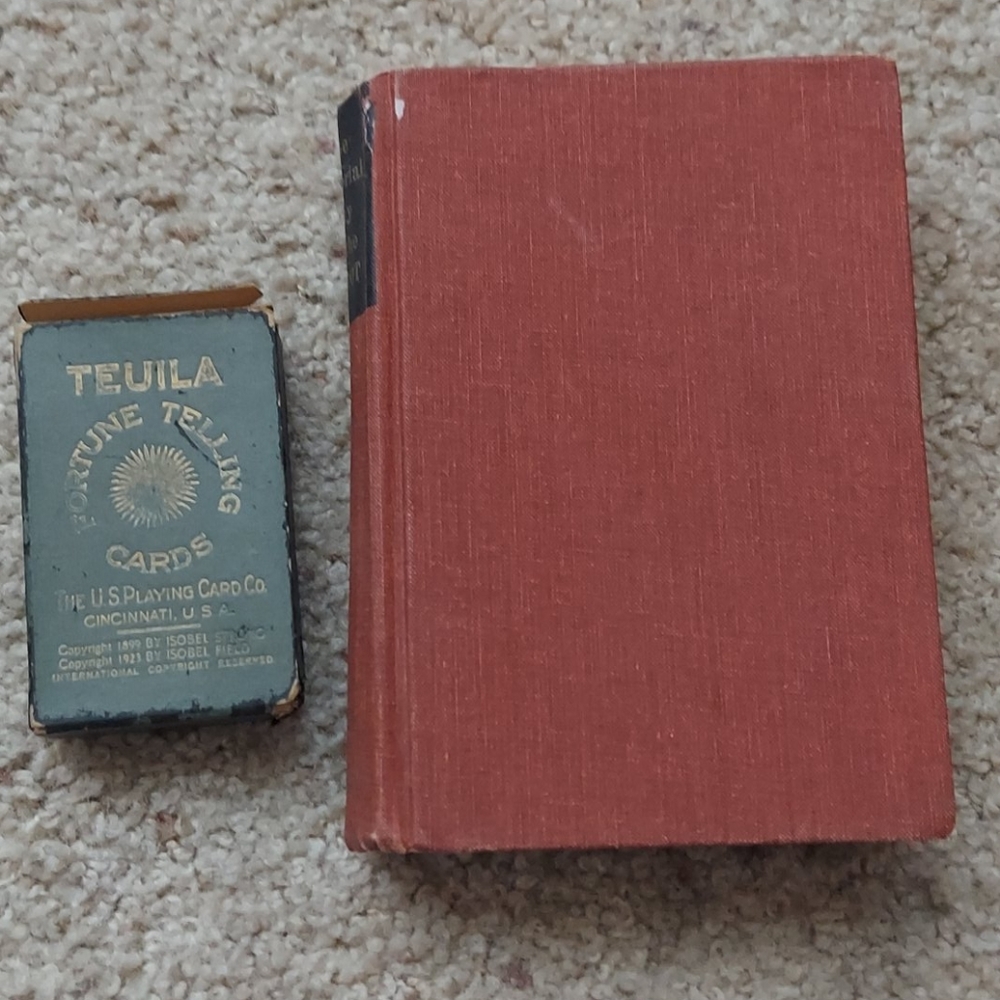 TEUILA
FORTUNE TELLING
CARDS
THE U.S PLAYING CARD CO.
CINCINNATI, U S A
Copyright 1899 BY ISOBEL
Copyright 1921 BY ISOBEL FIELD
INTERNATIONAL COPYRIGHT RESERVED